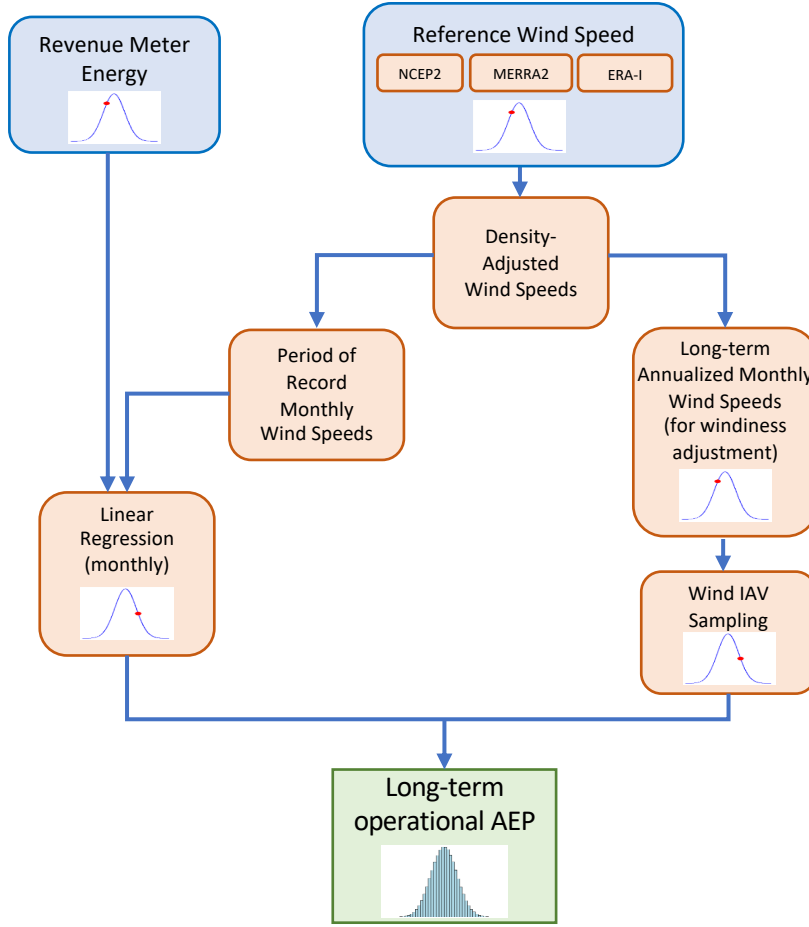 Revenue Meter
Energy
Reference Wind Speed
NCEP2
MERRA2
ERA-I
Density-
Adjusted
Wind Speeds
Period of
Record
Monthly
Wind Speeds
Long-term
Annualized Monthly
Wind Speeds
(for windiness
adjustment)
Linear
Regression
(monthly)
Wind IAV
Sampling
Long-term
operational AEP